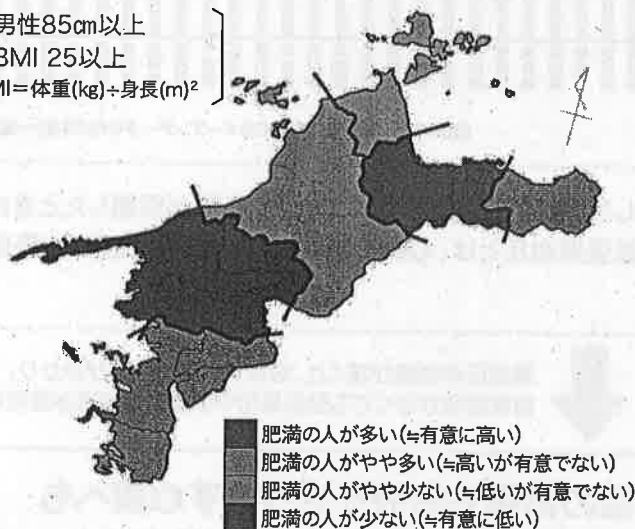 男性85cm以上
BMI 25以上
MI=体重(kg)÷身長(m)²
肥満の人が多い(≒有意に高い)
肥満の人がやや多い(≒高いが有意でない)
肥満の人がやや少ない(≒低いが有意でない)
肥満の人が少ない(≒有意に低い)